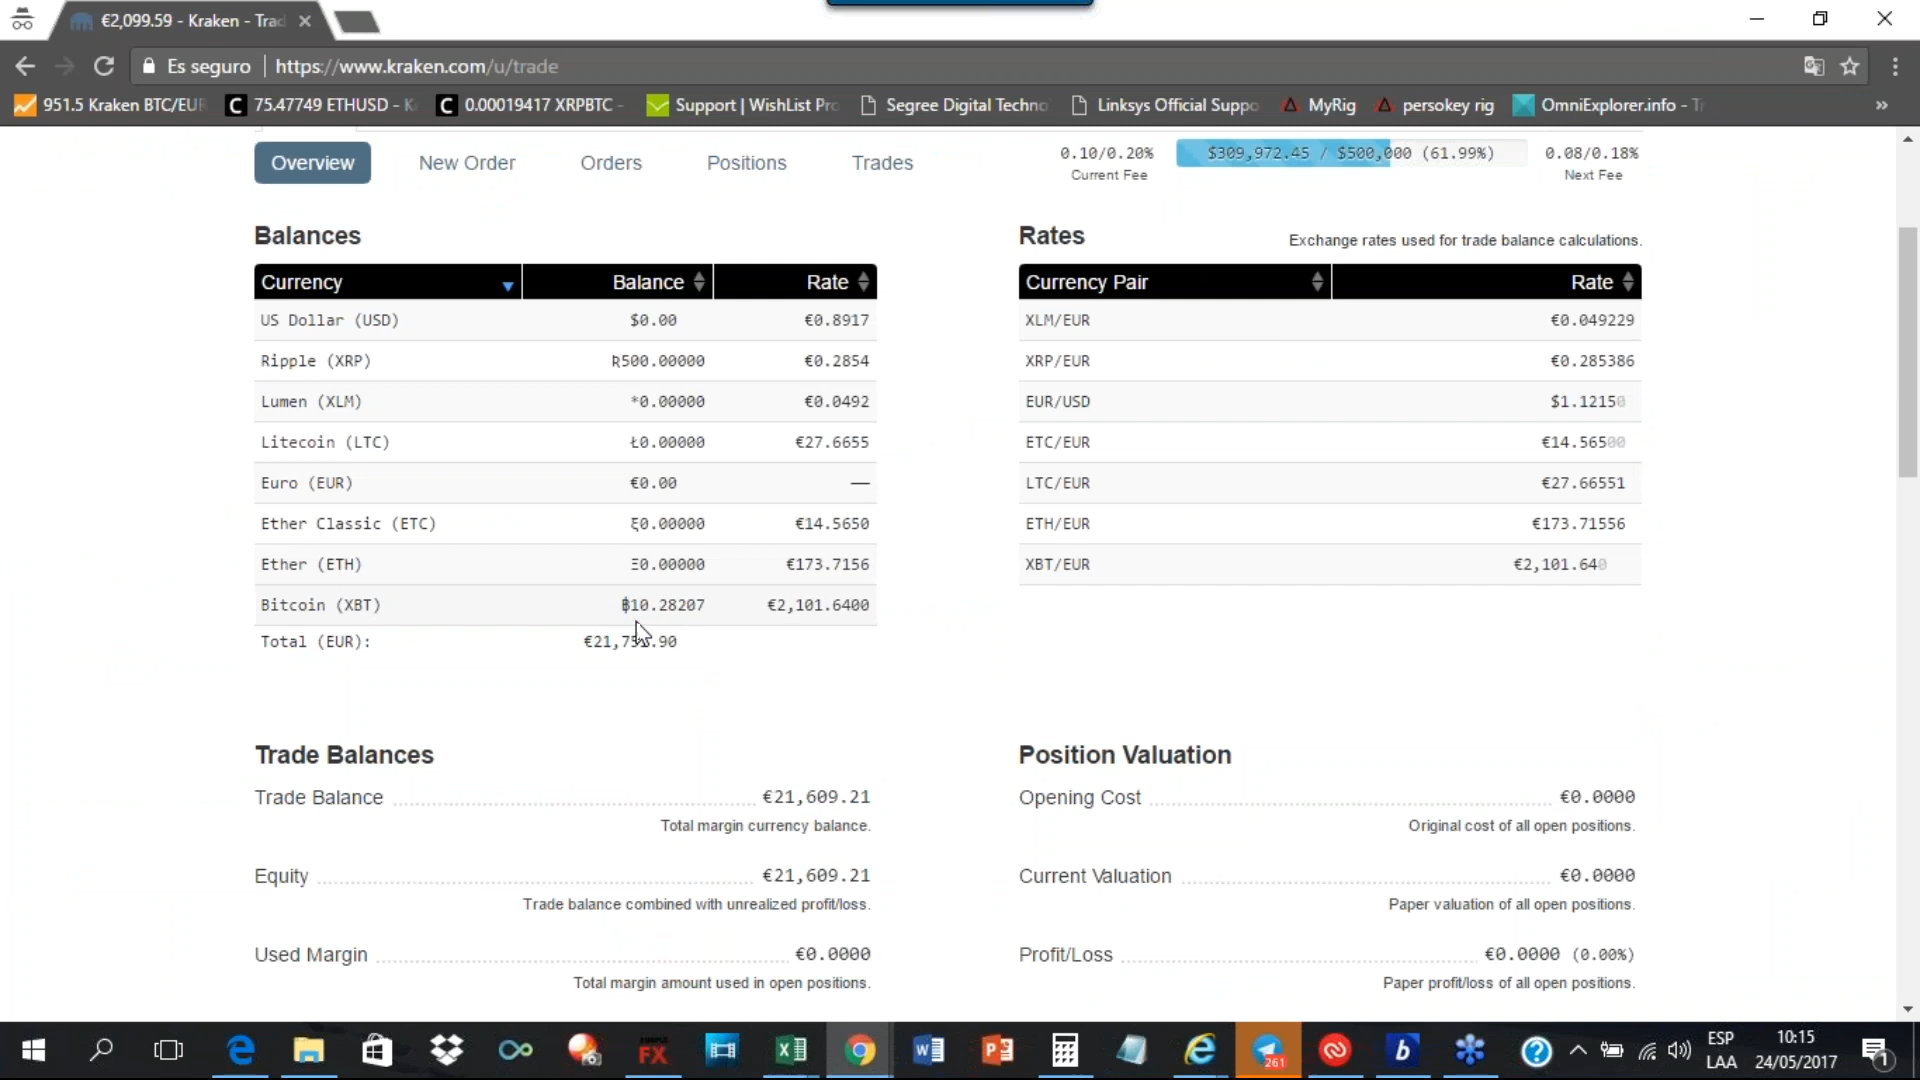 €2,099.59 - Kraken - Trad
Es seguro https://www.kraken.com/u/trade
951.5 Kraken BTC/EUR 75.47749 ETHUSD - K 0.00019417 XRPBTC - Support | WishList Pro Segree Digital Techno Linksys Official Suppo MyRig persokey rig OmniExplorer.info - T »
Overview New Order Orders Positions Trades
0.10/0.20% $309,972.45 / $500,000 (61.99%) 0.08/0.18%
Current Fee Next Fee
Balances
Currency Balance Rate
US Dollar (USD) $0.00 €0.8917
Ripple (XRP) Ʀ500.00000 €0.2854
Lumen (XLM) *0.00000 €0.0492
Litecoin (LTC) Ł0.00000 €27.6655
Euro (EUR) €0.00 —
Ether Classic (ETC) ξ0.00000 €14.5650
Ether (ETH) Ξ0.00000 €173.7156
Bitcoin (XBT) ฿10.28207 €2,101.6400
Total (EUR):
Rates Exchange rates used for trade balance calculations.
Currency Pair Rate
XLM/EUR €0.049229
XRP/EUR €0.285386
EUR/USD $1.12150
ETC/EUR €14.56500
LTC/EUR €27.66551
ETH/EUR €173.71556
XBT/EUR €2,101.640
Trade Balances
Trade Balance €21,609.21
Total margin currency balance.
Equity €21,609.21
Trade balance combined with unrealized profit/loss.
Used Margin €0.0000
Total margin amount used in open positions.
Position Valuation
Opening Cost €0.0000
Original cost of all open positions.
Current Valuation €0.0000
Paper valuation of all open positions.
Profit/Loss €0.0000 (0.00%)
Paper profit/loss of all open positions.
FX
261
b
ESP 10:15
LAA 24/05/2017
1